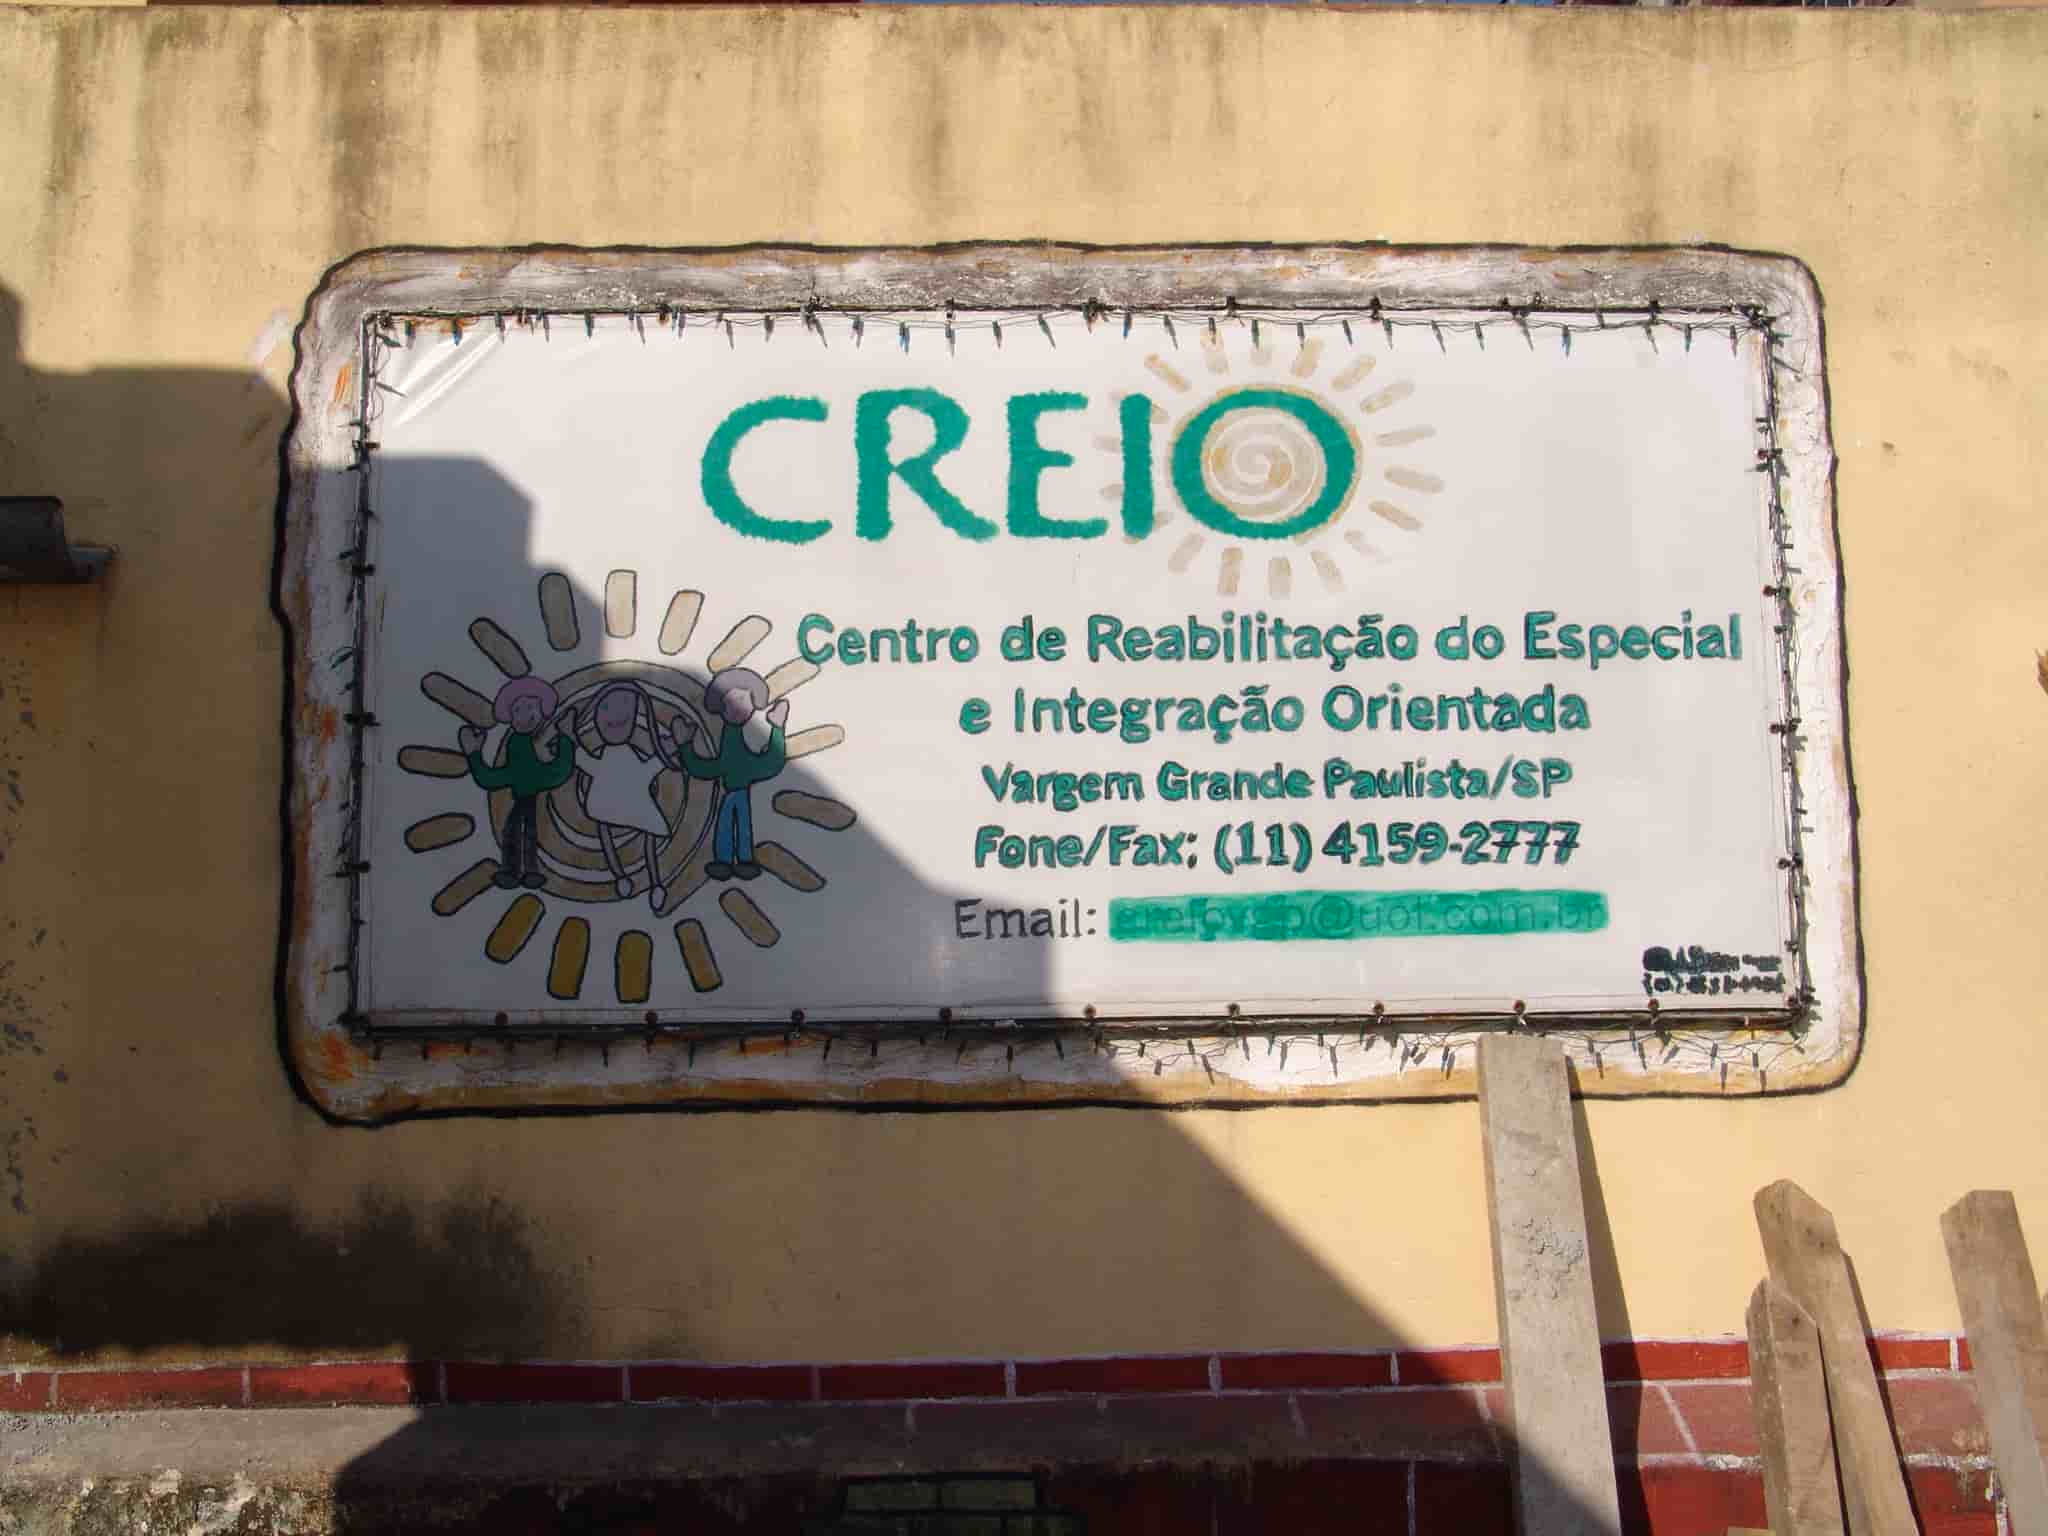 CREIO
Centro de Reabilitação do Especial
e Integração Orientada
Vargem Grande Paulista/SP
Fone/Fax: (11) 4159-2777
Email: